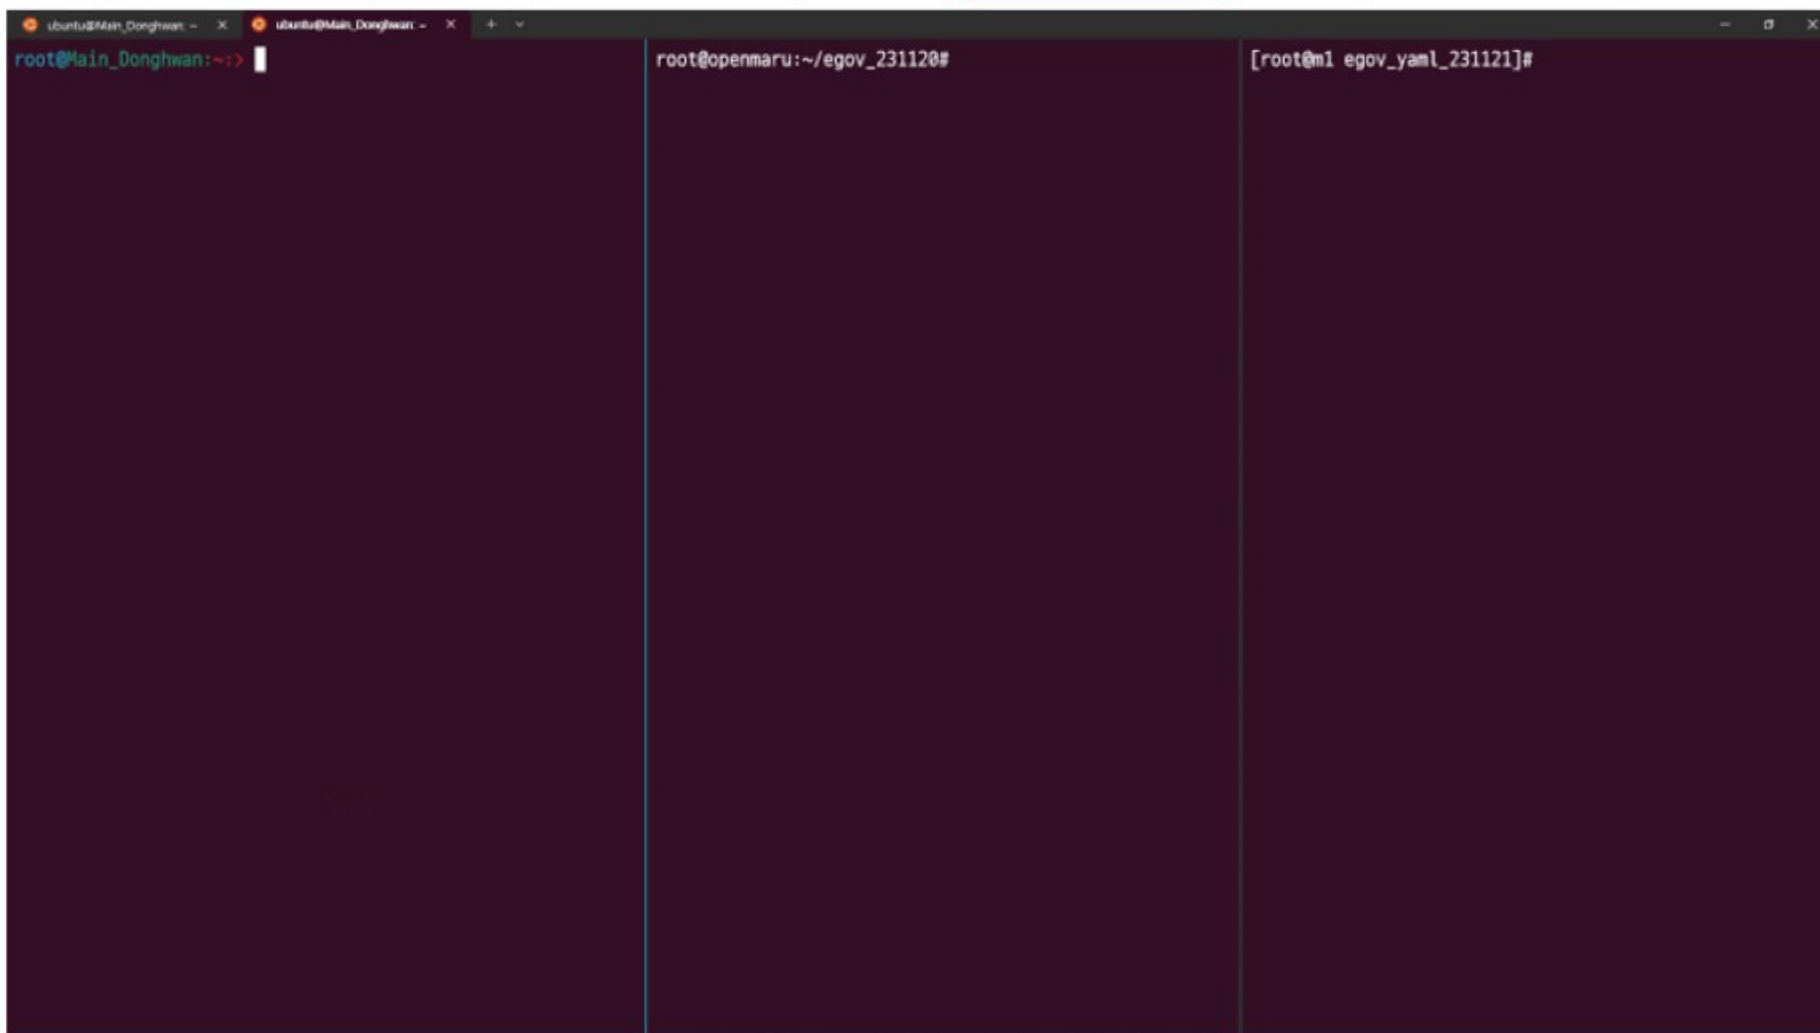 ubuntu@Main_Donghwan: ~
ubuntu@Main_Donghwan: ~
root@Main_Donghwan:~:>
root@openmaru:~/egov_231120#
[root@m1 egov_yaml_231121]#